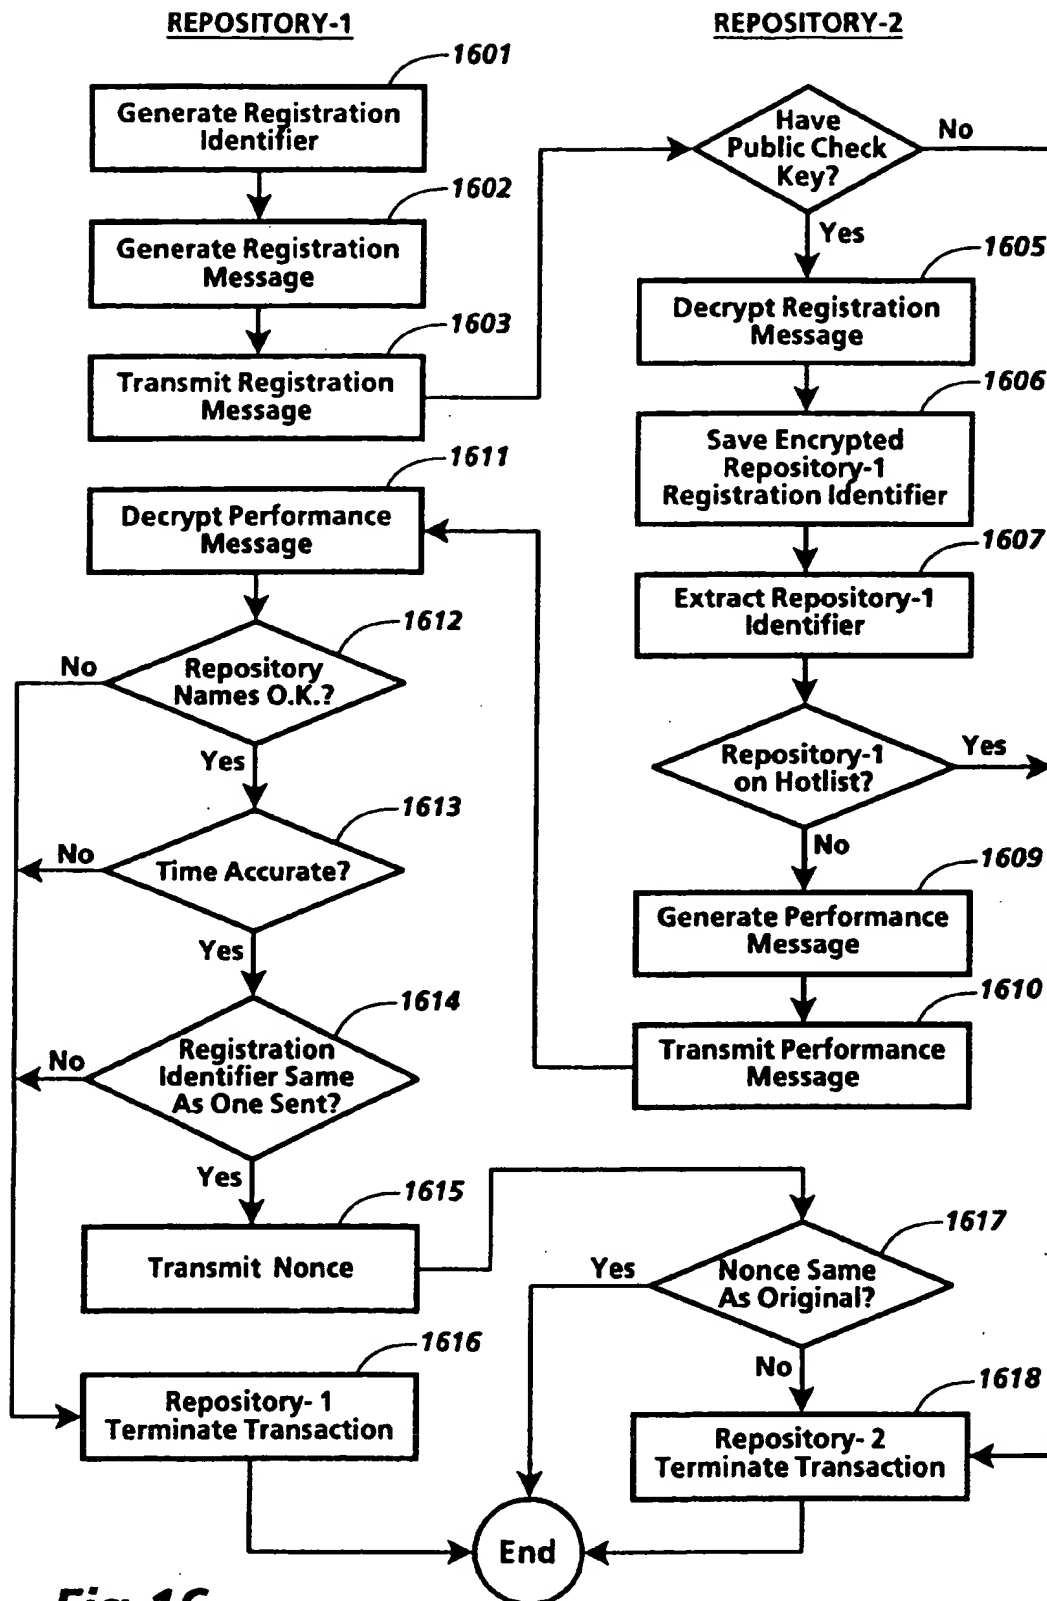 REPOSITORY-1
1601
Generate Registration
Identifier
1602
Generate Registration
Message
1603
Transmit Registration
Message
1611
Decrypt Performance
Message
1612
Repository
Names O.K.?
No
Yes
1613
Time Accurate?
No
Yes
1614
Registration
Identifier Same
As One Sent?
No
Yes
1615
Transmit Nonce
1616
Repository- 1
Terminate Transaction
REPOSITORY-2
Have
Public Check
Key?
No
Yes
1605
Decrypt Registration
Message
1606
Save Encrypted
Repository-1
Registration Identifier
1607
Extract Repository-1
Identifier
Repository-1
on Hotlist?
Yes
No
1609
Generate Performance
Message
1610
Transmit Performance
Message
1617
Nonce Same
As Original?
Yes
No
1618
Repository- 2
Terminate Transaction
End